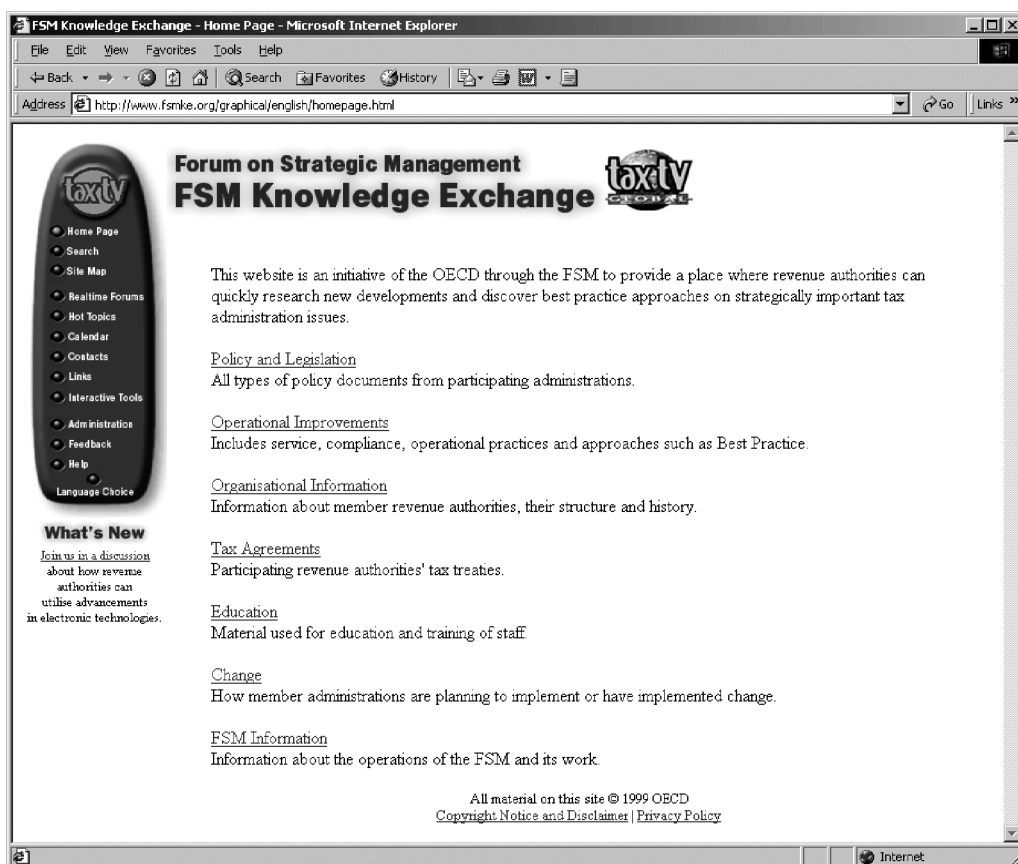 FSM Knowledge Exchange - Home Page - Microsoft Internet Explorer
File Edit View Favorites Tools Help
Back Search Favorites History
Address http://www.fsmke.org/graphical/english/homepage.html Go Links »
Forum on Strategic Management
FSM Knowledge Exchange
taxtv
GLOBAL
taxtv
Home Page
Search
Site Map
Realtime Forums
Hot Topics
Calendar
Contacts
Links
Interactive Tools
Administration
Feedback
Help
Language Choice
What's New
Join us in a discussion
about how revenue
authorities can
utilise advancements
in electronic technologies.
This website is an initiative of the OECD through the FSM to provide a place where revenue authorities can
quickly research new developments and discover best practice approaches on strategically important tax
administration issues.
Policy and Legislation
All types of policy documents from participating administrations.
Operational Improvements
Includes service, compliance, operational practices and approaches such as Best Practice.
Organisational Information
Information about member revenue authorities, their structure and history.
Tax Agreements
Participating revenue authorities' tax treaties.
Education
Material used for education and training of staff.
Change
How member administrations are planning to implement or have implemented change.
FSM Information
Information about the operations of the FSM and its work.
All material on this site © 1999 OECD
Copyright Notice and Disclaimer | Privacy Policy
Internet